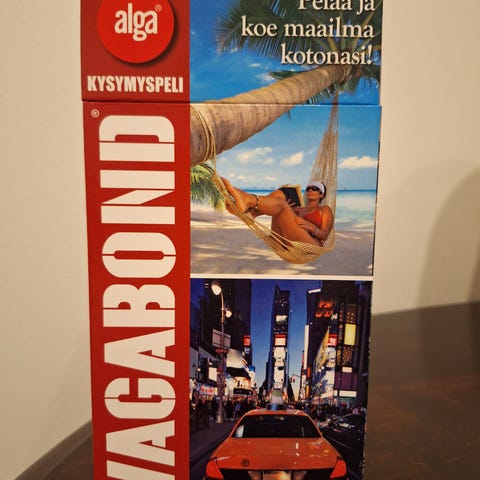 alga®
KYSYMYSPELI
Pelaa ja
koe maailma
kotonasi!
VAGABOND®